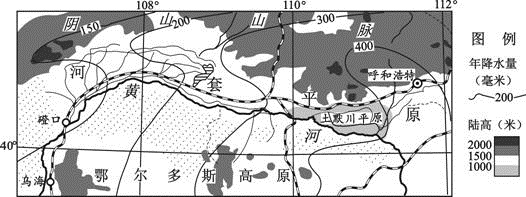 108°
110°
112°
阴
山
山
脉
150
200
300
400
图 例
年降水量
(毫米)
200
陆高(米)
2000
1500
1000
呼和浩特
河
套
平
原
黄
河
土默川平原
磴口
40°
乌海
鄂尔多斯高原